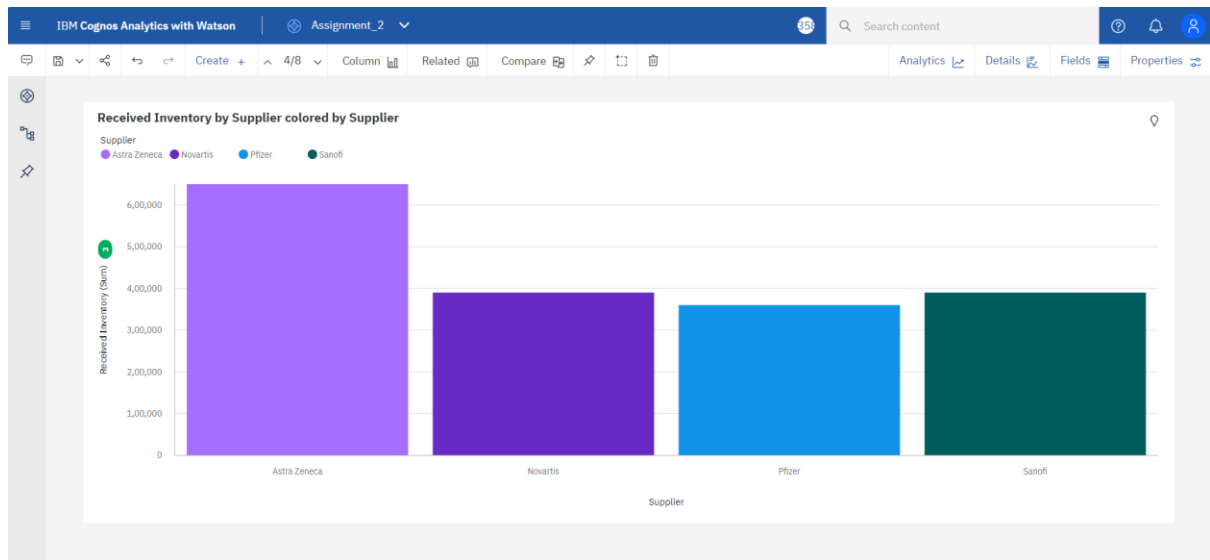 IBM Cognos Analytics with Watson Assignment_2 358 Search content
Create + 4/8 Column Related Compare Analytics Details Fields Properties
Received Inventory by Supplier colored by Supplier
Supplier
Astra Zeneca Novartis Pfizer Sanofi
6,00,000
5,00,000
4,00,000
3,00,000
2,00,000
1,00,000
0
Received Inventory (Sum) 3
Astra Zeneca Novartis Pfizer Sanofi
Supplier